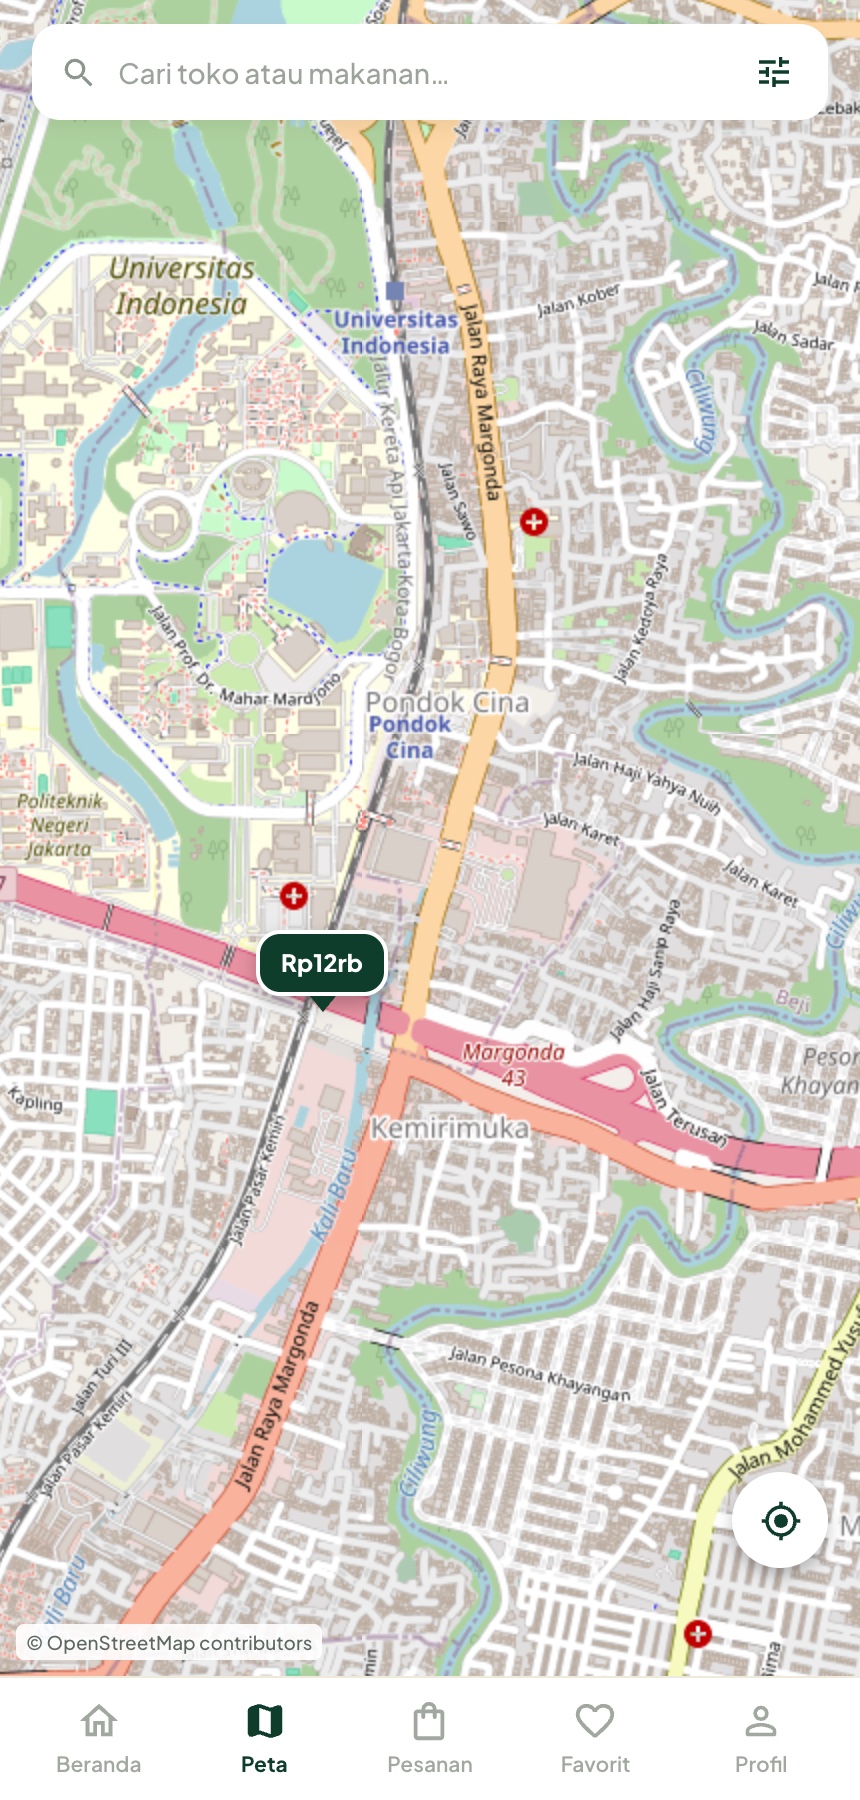 Cari toko atau makanan...
Universitas
Indonesia
Universitas
Indonesia
Jalan Kober
Jalan Sadar
Jalan Raya Margonda
Jalur Kereta Api Jakarta-Kota-Bogor
Ciliwung
Jalan Sawo
Jalan Kedoya Raya
Jalan Prof. Dr. Mahar Mardjono
Pondok Cina
Pondok
Cina
Jalan Haji Yahya Nuih
Politeknik
Negeri
Jakarta
Jalan Karet
Jalan Karet
Jalan Haji Sanip Raya
Rp12rb
Beji
Margonda
43
Kapling
Jalan Terusan
Kemirimuka
Jalan Pasar Kemiri
Kali Baru
Jalan Raya Margonda
Jalan Turi III
Jalan Pesona Khayangan
Jalan Pasar Kemiri
Ciliwung
© OpenStreetMap contributors
Beranda
Peta
Pesanan
Favorit
Profil